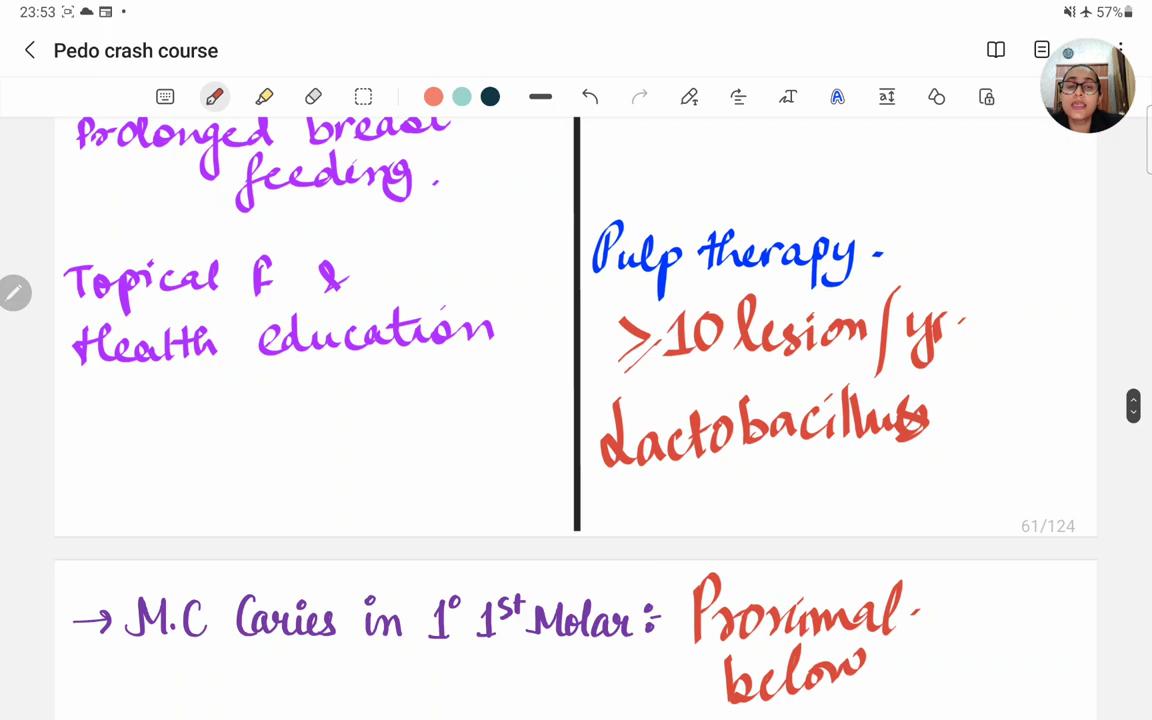 23:53
57%
Pedo crash course
Prolonged breast
feeding.
Topical F &
Health education
Pulp therapy.
≥10 lesion/yr.
Lactobacillus
61/124
→ M.C Caries in 1° 1st Molar:- Proximal.
below